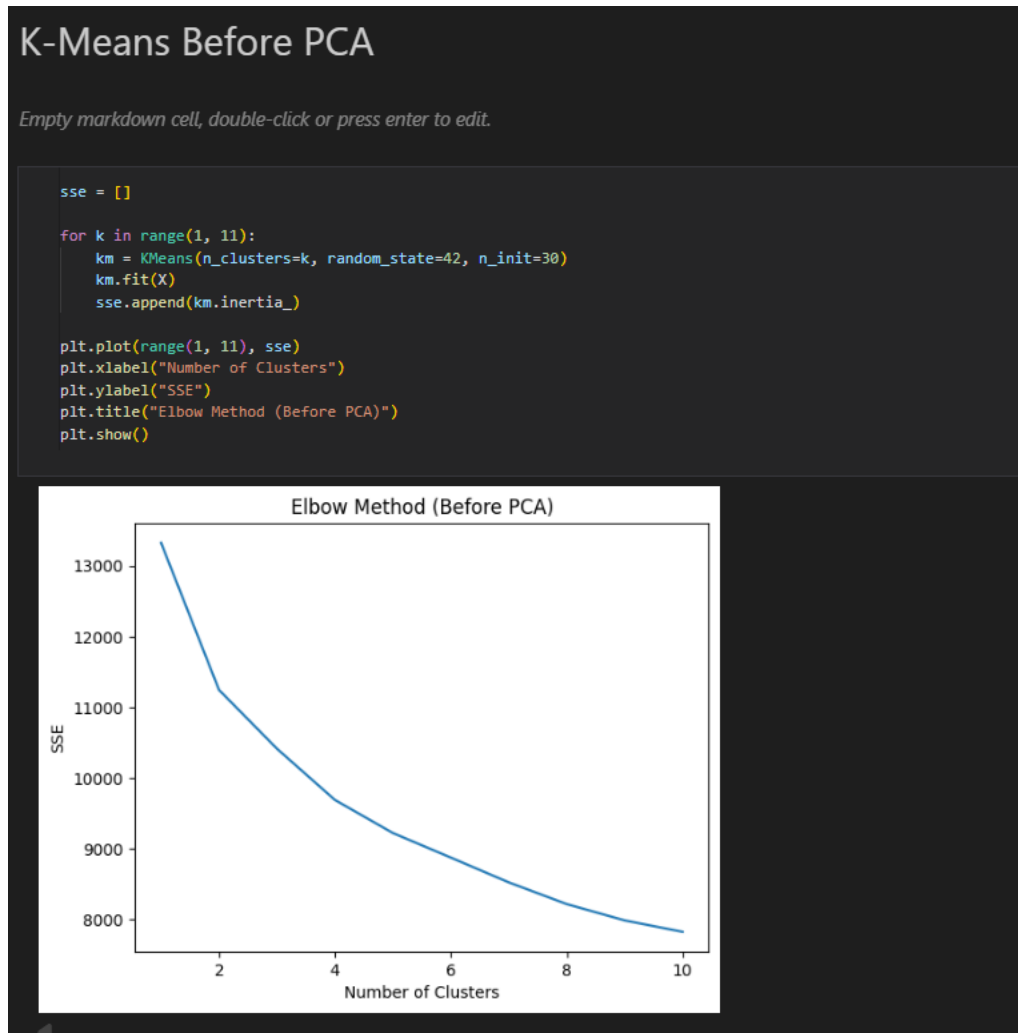 K-Means Before PCA
Empty markdown cell, double-click or press enter to edit.
sse = []
for k in range(1, 11):
    km = KMeans(n_clusters=k, random_state=42, n_init=30)
    km.fit(X)
    sse.append(km.inertia_)
plt.plot(range(1, 11), sse)
plt.xlabel("Number of Clusters")
plt.ylabel("SSE")
plt.title("Elbow Method (Before PCA)")
plt.show()
Elbow Method (Before PCA)
13000
12000
11000
10000
9000
8000
SSE
2 4 6 8 10
Number of Clusters